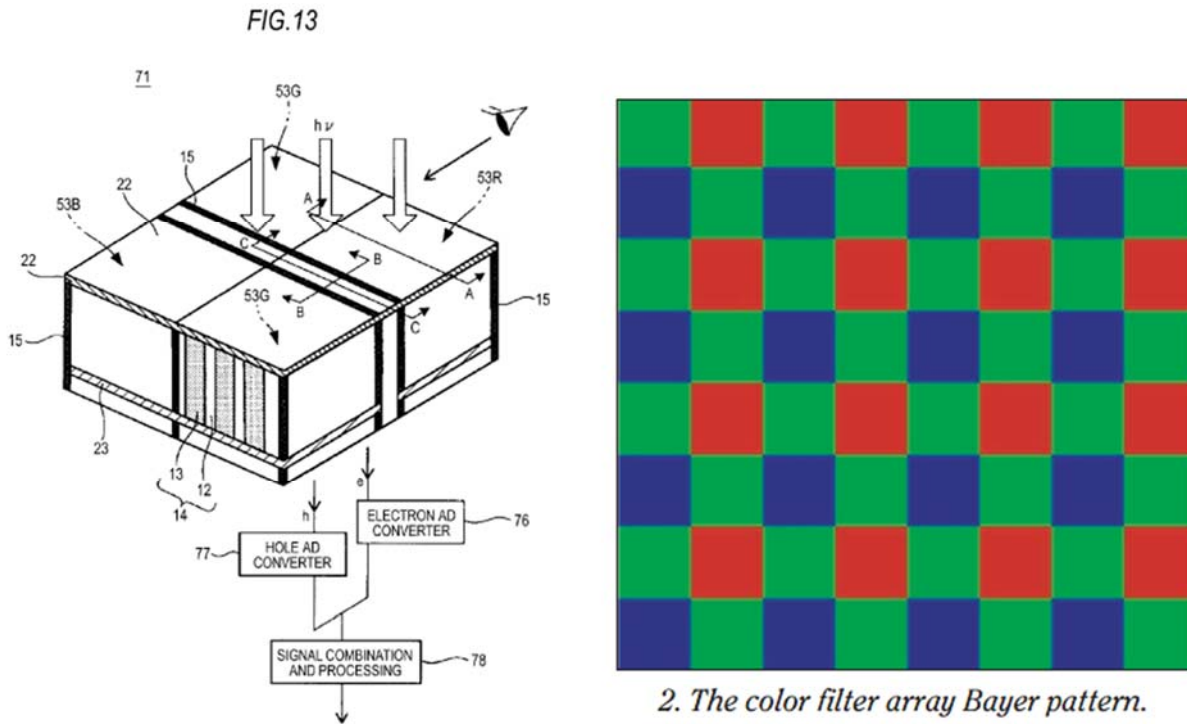 FIG.13
71
53G
hν
15
53R
22
A
53B
C
B
22
A
B
53G
C
15
15
23
13
12
e
14
h
ELECTRON AD
CONVERTER
76
77
HOLE AD
CONVERTER
SIGNAL COMBINATION
AND PROCESSING
78
2. The color filter array Bayer pattern.